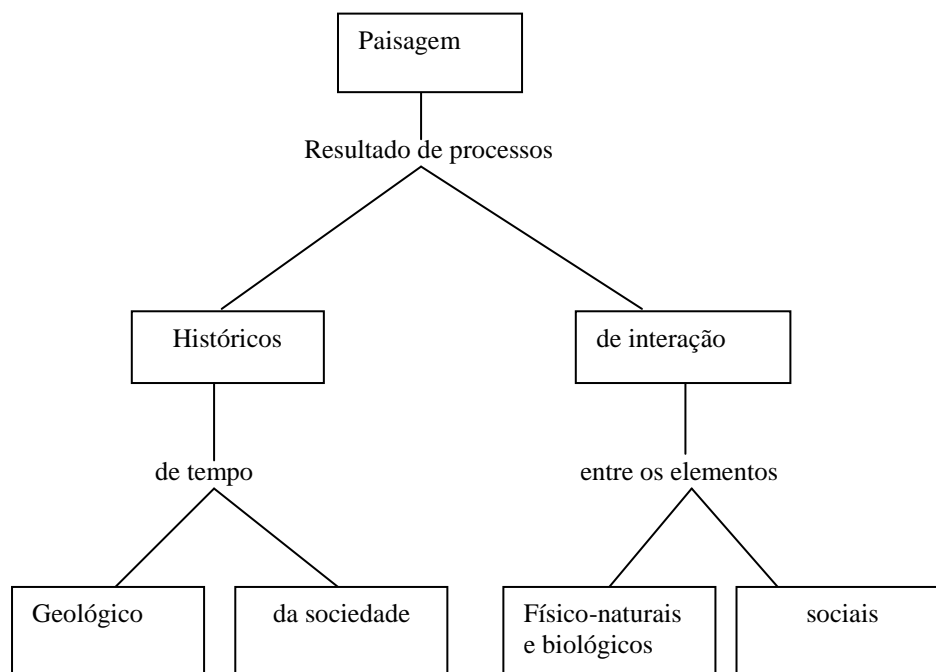 Paisagem
Resultado de processos
Históricos
de interação
de tempo
entre os elementos
Geológico
da sociedade
Físico-naturais
e biológicos
sociais